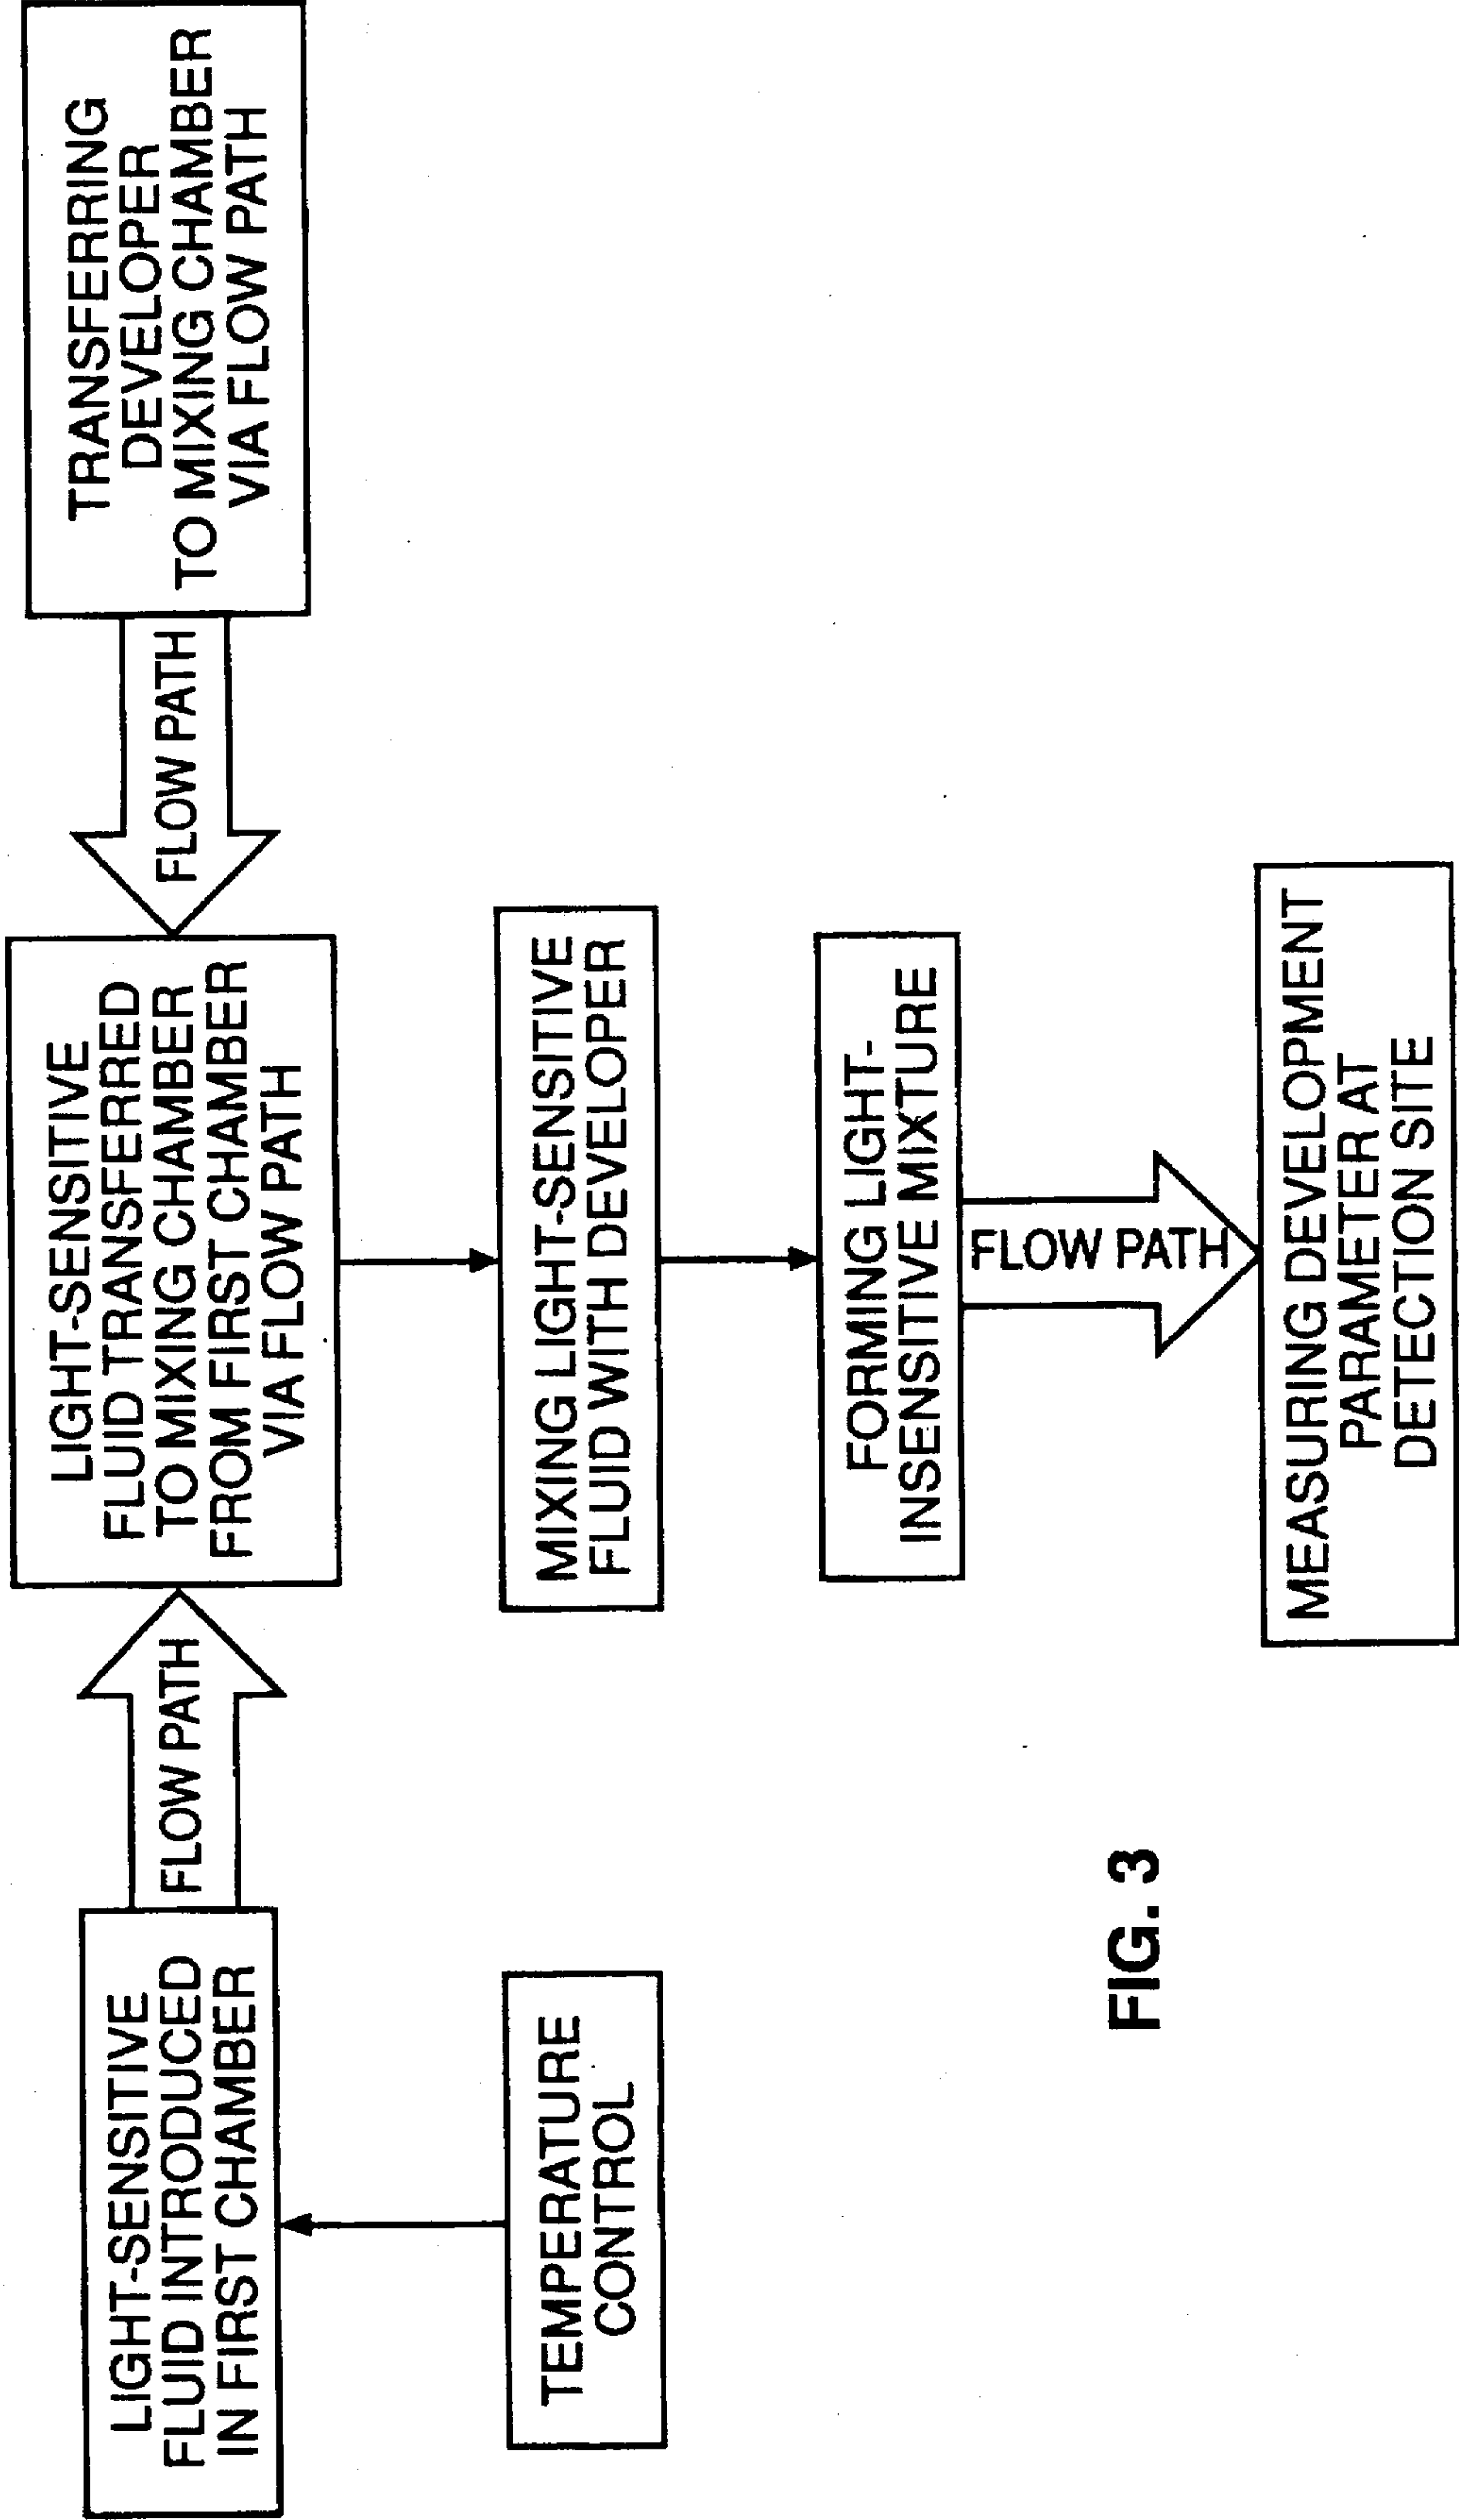 LIGHT-SENSITIVE
FLUID INTRODUCED
IN FIRST CHAMBER
FLOW PATH
LIGHT-SENSITIVE
FLUID TRANSFERRED
TO MIXING CHAMBER
FROM FIRST CHAMBER
VIA FLOW PATH
FLOW PATH
TRANSFERRING
DEVELOPER
TO MIXING CHAMBER
VIA FLOW PATH
TEMPERATURE
CONTROL
MIXING LIGHT-SENSITIVE
FLUID WITH DEVELOPER
FORMING LIGHT-
INSENSITIVE MIXTURE
FLOW PATH
MEASURING DEVELOPMENT
PARAMETER AT
DETECTION SITE
FIG. 3